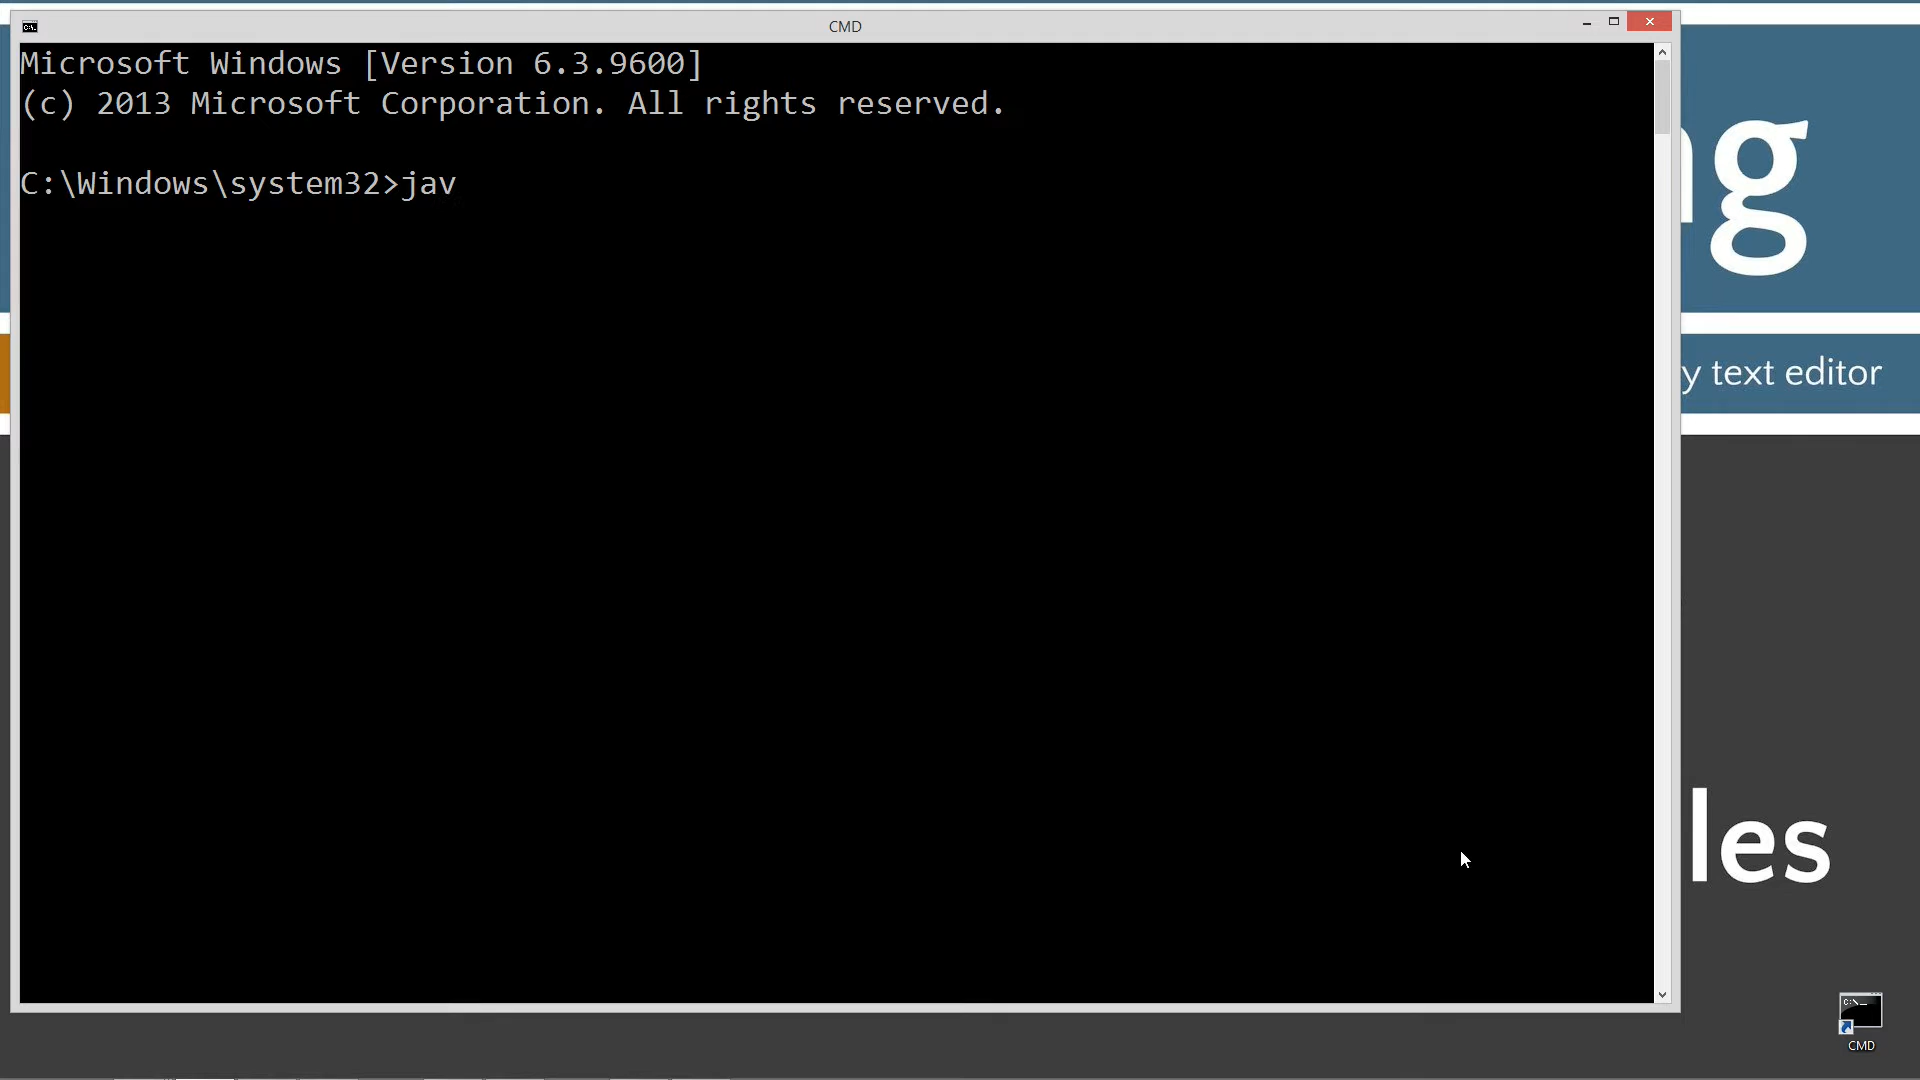 CMD
Microsoft Windows [Version 6.3.9600]
(c) 2013 Microsoft Corporation. All rights reserved.
C:\Windows\system32>jav
g
y text editor
les
C:\._
CMD